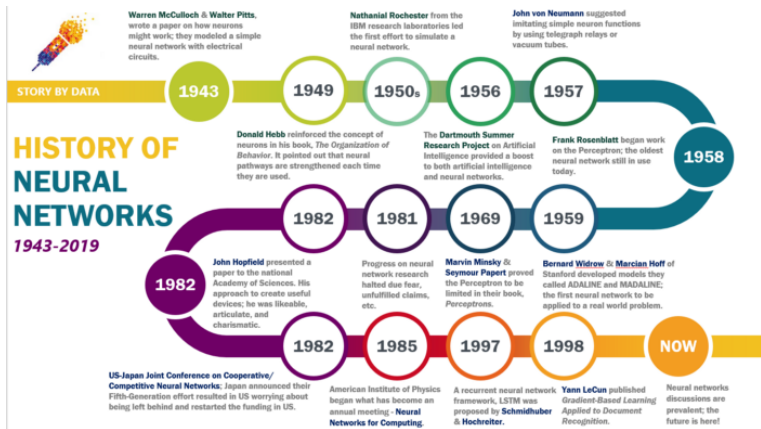 Warren McCulloch & Walter Pitts,
wrote a paper on how neurons
might work; they modeled a simple
neural network with electrical
circuits.
Nathanial Rochester from the
IBM research laboratories led
the first effort to simulate a
neural network.
John von Neumann suggested
imitating simple neuron functions
by using telegraph relays or
vacuum tubes.
STORY BY DATA
1943
1949
1950s
1956
1957
HISTORY OF
NEURAL
NETWORKS
1943-2019
Donald Hebb reinforced the concept of
neurons in his book, The Organization of
Behavior. It pointed out that neural
pathways are strengthened each time
they are used.
The Dartmouth Summer
Research Project on Artificial
Intelligence provided a boost
to both artificial intelligence
and neural networks.
Frank Rosenblatt began work
on the Perceptron; the oldest
neural network still in use
today.
1958
1982
1981
1969
1959
1982
John Hopfield presented a
paper to the national
Academy of Sciences. His
approach to create useful
devices; he was likeable,
articulate, and
charismatic.
Progress on neural
network research
halted due fear,
unfulfilled claims,
etc.
Marvin Minsky &
Seymour Papert proved
the Perceptron to be
limited in their book,
Perceptrons.
Bernard Widrow & Marcian Hoff of
Stanford developed models they
called ADALINE and MADALINE;
the first neural network to be
applied to a real world problem.
1982
1985
1997
1998
NOW
US-Japan Joint Conference on Cooperative/
Competitive Neural Networks; Japan announced their
Fifth-Generation effort resulted in US worrying about
being left behind and restarted the funding in US.
American Institute of Physics
began what has become an
annual meeting - Neural
Networks for Computing.
A recurrent neural network
framework, LSTM was
proposed by Schmidhuber
& Hochreiter.
Yann LeCun published
Gradient-Based Learning
Applied to Document
Recognition.
Neural networks
discussions are
prevalent; the
future is here!